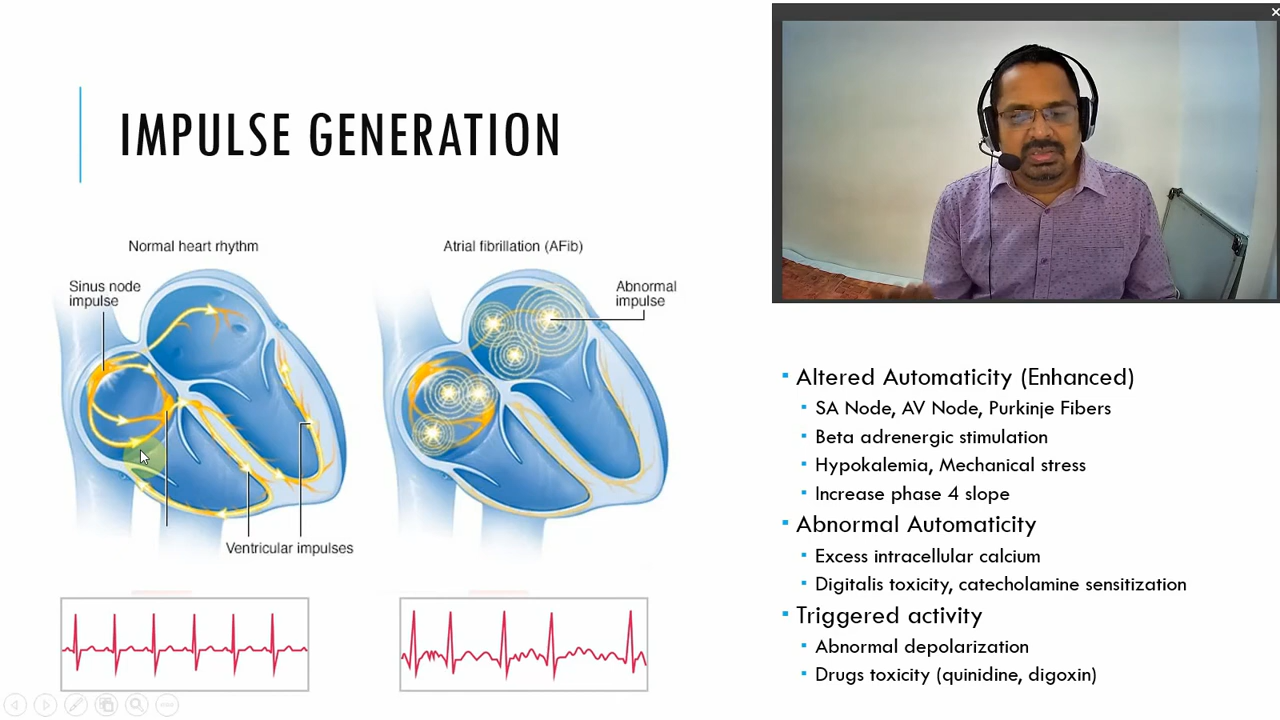 IMPULSE GENERATION
Normal heart rhythm
Sinus node
impulse
Ventricular impulses
Atrial fibrillation (AFib)
Abnormal
impulse
Altered Automaticity (Enhanced)
SA Node, AV Node, Purkinje Fibers
Beta adrenergic stimulation
Hypokalemia, Mechanical stress
Increase phase 4 slope
Abnormal Automaticity
Excess intracellular calcium
Digitalis toxicity, catecholamine sensitization
Triggered activity
Abnormal depolarization
Drugs toxicity (quinidine, digoxin)